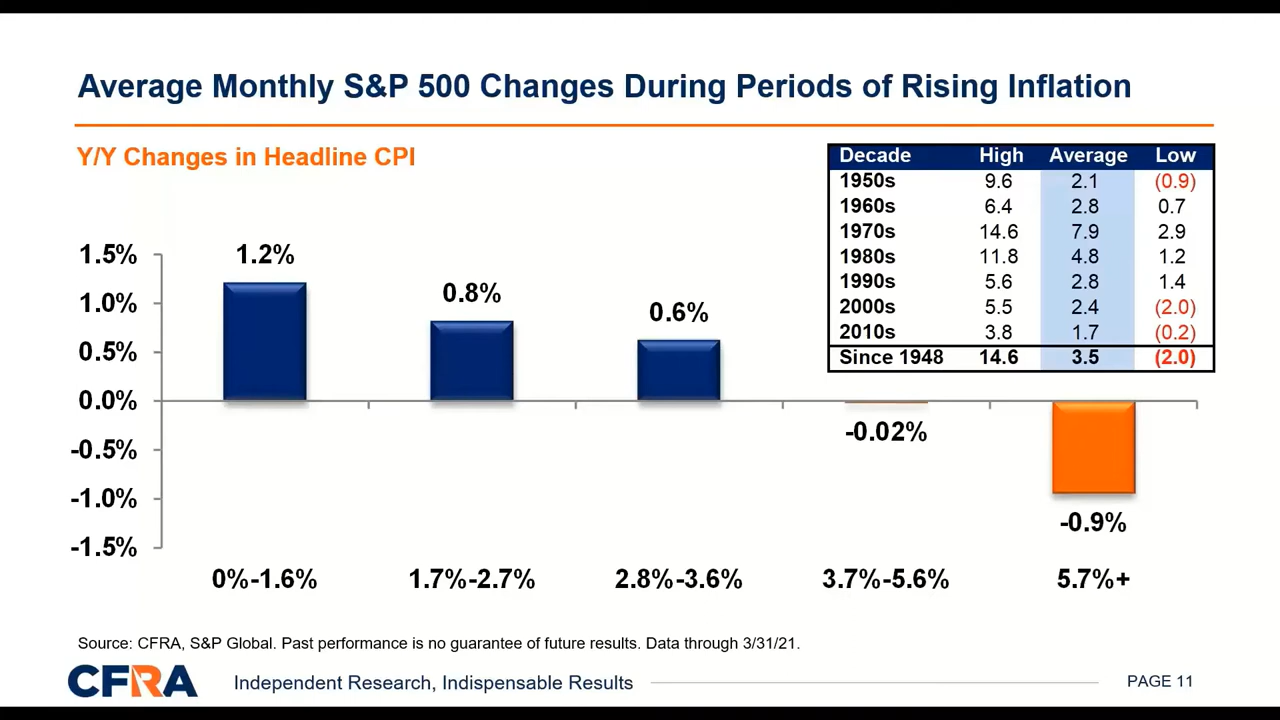 Average Monthly S&P 500 Changes During Periods of Rising Inflation
Y/Y Changes in Headline CPI
Decade High Average Low
1950s 9.6 2.1 (0.9)
1960s 6.4 2.8 0.7
1970s 14.6 7.9 2.9
1980s 11.8 4.8 1.2
1990s 5.6 2.8 1.4
2000s 5.5 2.4 (2.0)
2010s 3.8 1.7 (0.2)
Since 1948 14.6 3.5 (2.0)
1.5%
1.0%
0.5%
0.0%
-0.5%
-1.0%
-1.5%
1.2%
0.8%
0.6%
-0.02%
-0.9%
0%-1.6% 1.7%-2.7% 2.8%-3.6% 3.7%-5.6% 5.7%+
Source: CFRA, S&P Global. Past performance is no guarantee of future results. Data through 3/31/21.
CFRA Independent Research, Indispensable Results PAGE 11